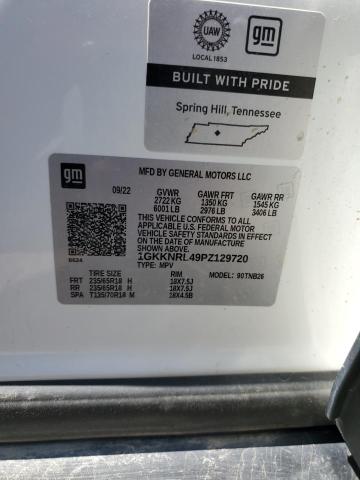 UAW
gm
LOCAL 1853
BUILT WITH PRIDE
Spring Hill, Tennessee
gm
MFD BY GENERAL MOTORS LLC
09/22 GVWR GAWR FRT GAWR RR
2722 KG 1350 KG 1545 KG
6001 LB 2976 LB 3406 LB
THIS VEHICLE CONFORMS TO ALL
APPLICABLE U.S. FEDERAL MOTOR
VEHICLE SAFETY AND THEFT PREVENTION
STANDARDS IN EFFECT ON THE DATE OF MANUFACTURE
SHOWN ABOVE.
1GKKNRL49PZ129720
TYPE: MPV 90TNB26
TIRE SIZE RIM
FRT 235/65R18 H 18X7.5J
RR 235/65R18 H 18X7.5J
SPA T135/70R18 M 18X4.5B